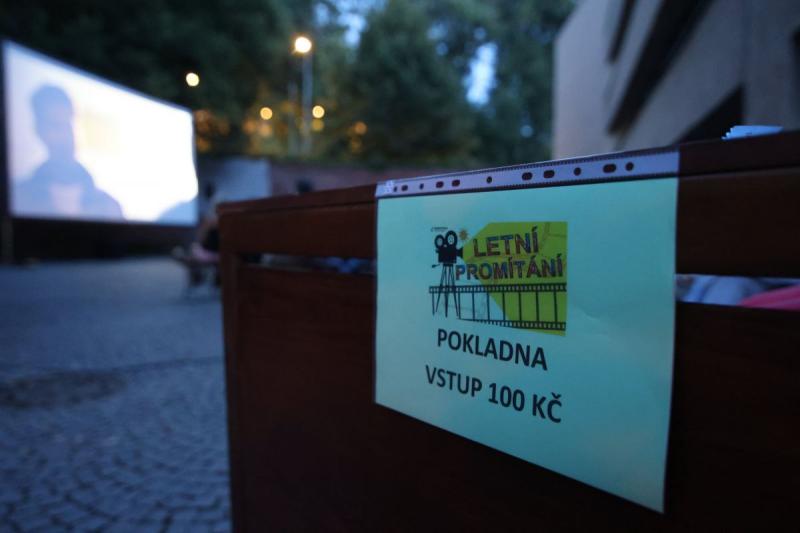 LETNÍ
PROMÍTÁNÍ
POKLADNA
VSTUP 100 KČ